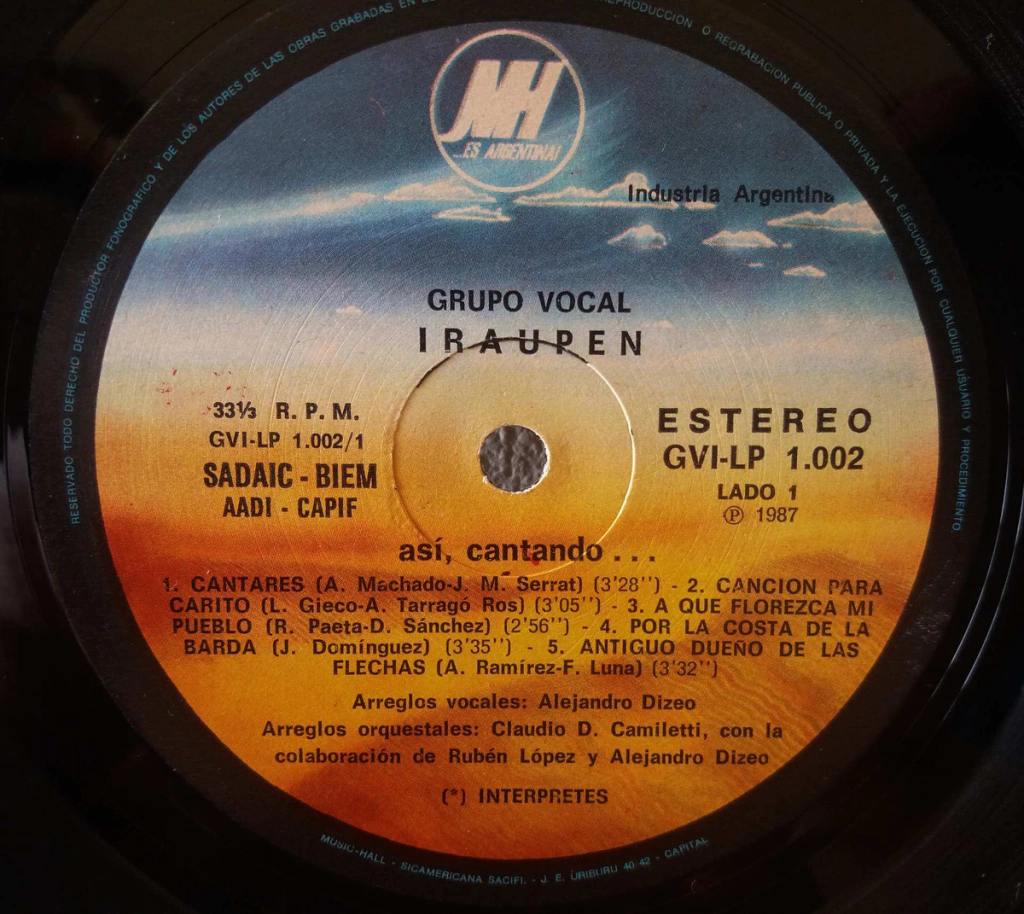 RESERVADO TODO DERECHO DEL PRODUCTOR FONOGRAFICO Y DE LOS AUTORES DE LAS OBRAS GRABADAS EN
REPRODUCCION O REGRABACION PUBLICA O PRIVADA Y LA EJECUCION POR CUALQUIER USUARIO Y PROCEDIMIENTO
MH
...ES ARGENTINA!
Industria Argentina
GRUPO VOCAL
IRAUPEN
33⅓ R. P. M.
GVI-LP 1.002/1
SADAIC - BIEM
AADI - CAPIF
ESTEREO
GVI-LP 1.002
LADO 1
℗ 1987
así, cantando . . .
1. CANTARES (A. Machado-J. M. Serrat) (3'28'') - 2. CANCION PARA
CARITO (L. Gieco-A. Tarragó Ros) (3'05'') - 3. A QUE FLOREZCA MI
PUEBLO (R. Paeta-D. Sánchez) (2'56'') - 4. POR LA COSTA DE LA
BARDA (J. Domínguez) (3'35'') - 5. ANTIGUO DUEÑO DE LAS
FLECHAS (A. Ramírez-F. Luna) (3'32'')
Arreglos vocales: Alejandro Dizeo
Arreglos orquestales: Claudio D. Camiletti, con la
colaboración de Rubén López y Alejandro Dizeo
(*) INTERPRETES
MUSIC-HALL - SICAMERICANA SACIFI. - J. E. URIBURU 40/42 - CAPITAL